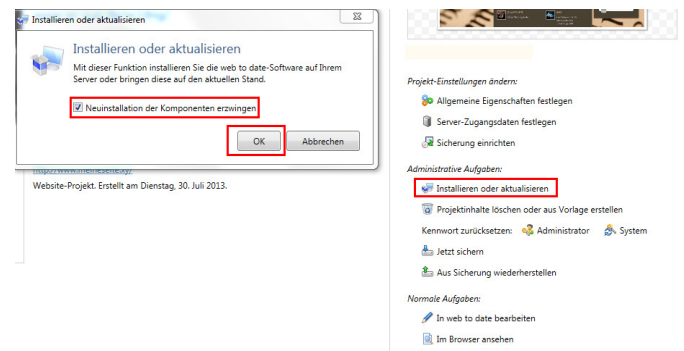 Installieren oder aktualisieren
Installieren oder aktualisieren
Mit dieser Funktion installieren Sie die web to date-Software auf Ihrem
Server oder bringen diese auf den aktuellen Stand.
Neuinstallation der Komponenten erzwingen
OK Abbrechen
Website-Projekt. Erstellt am Dienstag, 30. Juli 2013.
Projekt-Einstellungen ändern:
Allgemeine Eigenschaften festlegen
Server-Zugangsdaten festlegen
Sicherung einrichten
Administrative Aufgaben:
Installieren oder aktualisieren
Projektinhalte löschen oder aus Vorlage erstellen
Kennwort zurücksetzen: Administrator System
Jetzt sichern
Aus Sicherung wiederherstellen
Normale Aufgaben:
In web to date bearbeiten
Im Browser ansehen